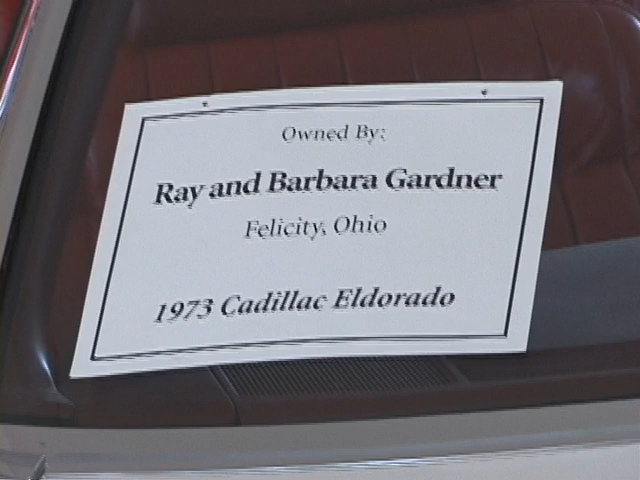 Owned By:
Ray and Barbara Gardner
Felicity, Ohio
1973 Cadillac Eldorado